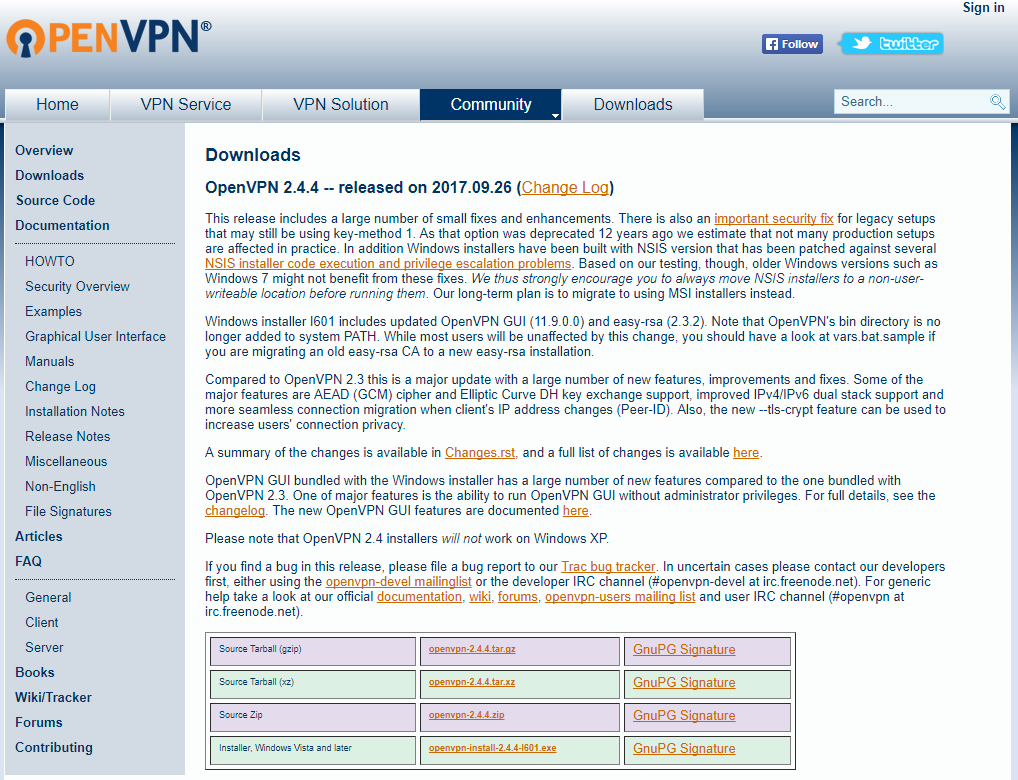 Sign in
OPENVPN®
Follow
twitter
Home
VPN Service
VPN Solution
Community
Downloads
Search...
Overview
Downloads
Source Code
Documentation
HOWTO
Security Overview
Examples
Graphical User Interface
Manuals
Change Log
Installation Notes
Release Notes
Miscellaneous
Non-English
File Signatures
Articles
FAQ
General
Client
Server
Books
Wiki/Tracker
Forums
Contributing
Downloads
OpenVPN 2.4.4 -- released on 2017.09.26 (Change Log)
This release includes a large number of small fixes and enhancements. There is also an important security fix for legacy setups
that may still be using key-method 1. As that option was deprecated 12 years ago we estimate that not many production setups
are affected in practice. In addition Windows installers have been built with NSIS version that has been patched against several
NSIS installer code execution and privilege escalation problems. Based on our testing, though, older Windows versions such as
Windows 7 might not benefit from these fixes. We thus strongly encourage you to always move NSIS installers to a non-user-
writeable location before running them. Our long-term plan is to migrate to using MSI installers instead.
Windows installer I601 includes updated OpenVPN GUI (11.9.0.0) and easy-rsa (2.3.2). Note that OpenVPN's bin directory is no
longer added to system PATH. While most users will be unaffected by this change, you should have a look at vars.bat.sample if
you are migrating an old easy-rsa CA to a new easy-rsa installation.
Compared to OpenVPN 2.3 this is a major update with a large number of new features, improvements and fixes. Some of the
major features are AEAD (GCM) cipher and Elliptic Curve DH key exchange support, improved IPv4/IPv6 dual stack support and
more seamless connection migration when client's IP address changes (Peer-ID). Also, the new --tls-crypt feature can be used to
increase users' connection privacy.
A summary of the changes is available in Changes.rst, and a full list of changes is available here.
OpenVPN GUI bundled with the Windows installer has a large number of new features compared to the one bundled with
OpenVPN 2.3. One of major features is the ability to run OpenVPN GUI without administrator privileges. For full details, see the
changelog. The new OpenVPN GUI features are documented here.
Please note that OpenVPN 2.4 installers will not work on Windows XP.
If you find a bug in this release, please file a bug report to our Trac bug tracker. In uncertain cases please contact our developers
first, either using the openvpn-devel mailinglist or the developer IRC channel (#openvpn-devel at irc.freenode.net). For generic
help take a look at our official documentation, wiki, forums, openvpn-users mailing list and user IRC channel (#openvpn at
irc.freenode.net).
Source Tarball (gzip) openvpn-2.4.4.tar.gz GnuPG Signature
Source Tarball (xz) openvpn-2.4.4.tar.xz GnuPG Signature
Source Zip openvpn-2.4.4.zip GnuPG Signature
Installer, Windows Vista and later openvpn-install-2.4.4-I601.exe GnuPG Signature